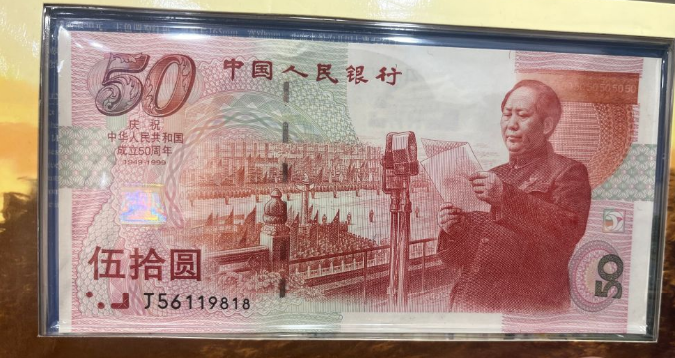 50
中国人民银行
庆祝
中华人民共和国
成立50周年
1949-1999
伍拾圆
J56119818
50